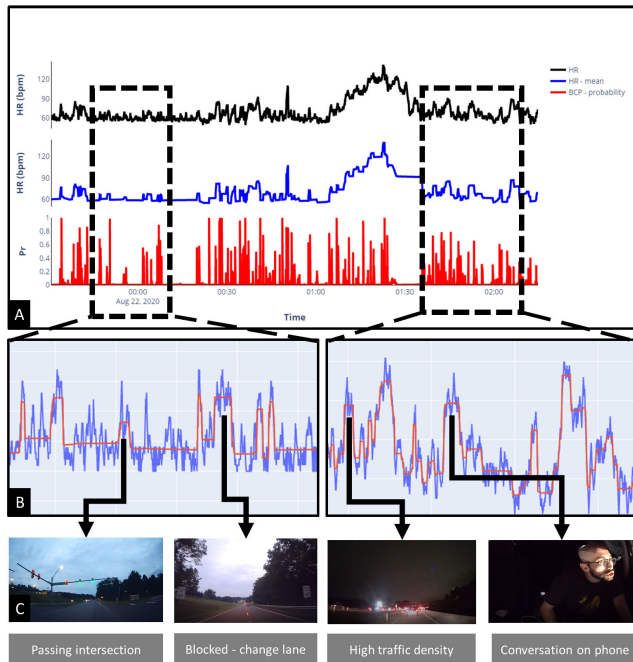 HR (bpm)
120
90
60
HR
HR - mean
BCP - probability
HR (bpm)
120
90
60
Pr
1
0.8
0.6
0.4
0.2
0
00:00
00:30
01:00
01:30
02:00
Aug 22, 2020
Time
A
B
C
Passing intersection
Blocked - change lane
High traffic density
Conversation on phone